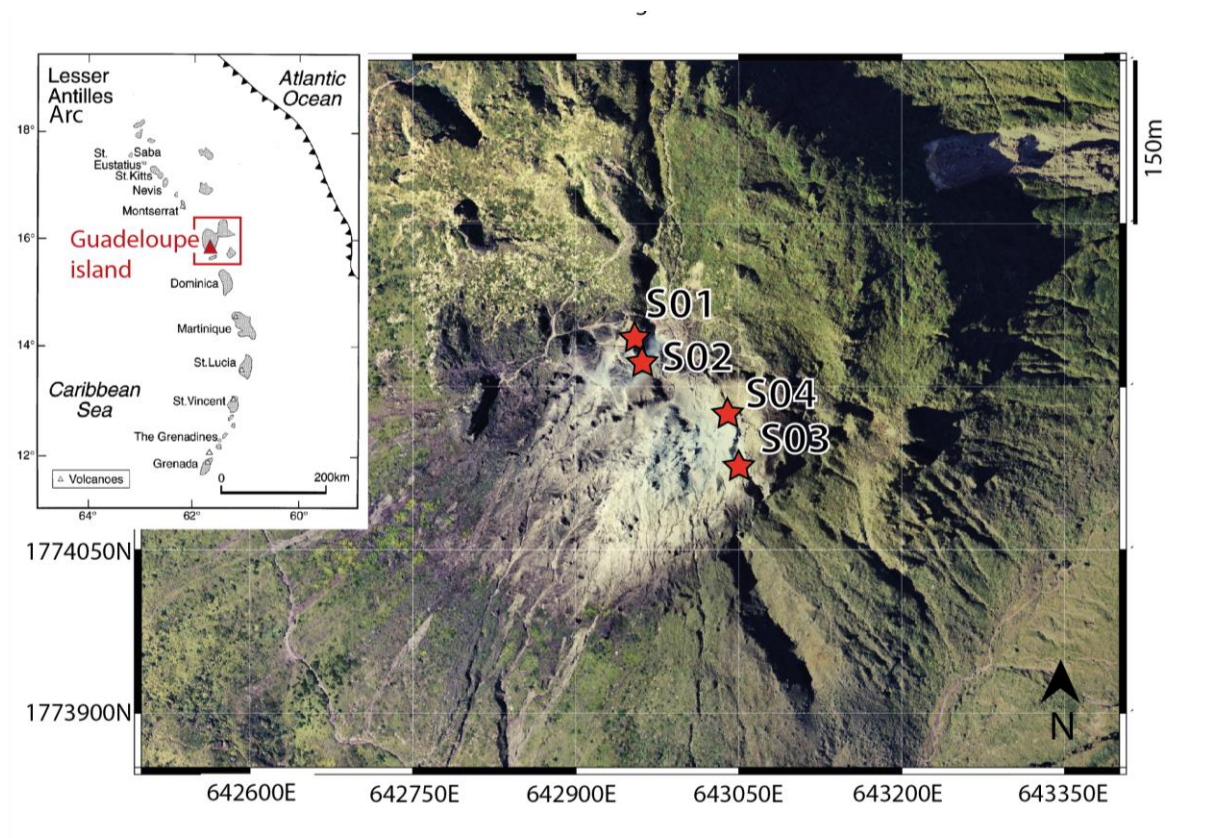 Lesser
Antilles
Arc
Atlantic
Ocean
18°
St.
Eustatius
Saba
St.Kitts
Nevis
Montserrat
16°
Guadeloupe
island
Dominica
Martinique
14°
St.Lucia
Caribbean
Sea
St.Vincent
The Grenadines
12°
Grenada
0
200km
△ Volcanoes
64°
62°
60°
150m
S01
S02
S04
S03
1774050N
1773900N
N
642600E
642750E
642900E
643050E
643200E
643350E